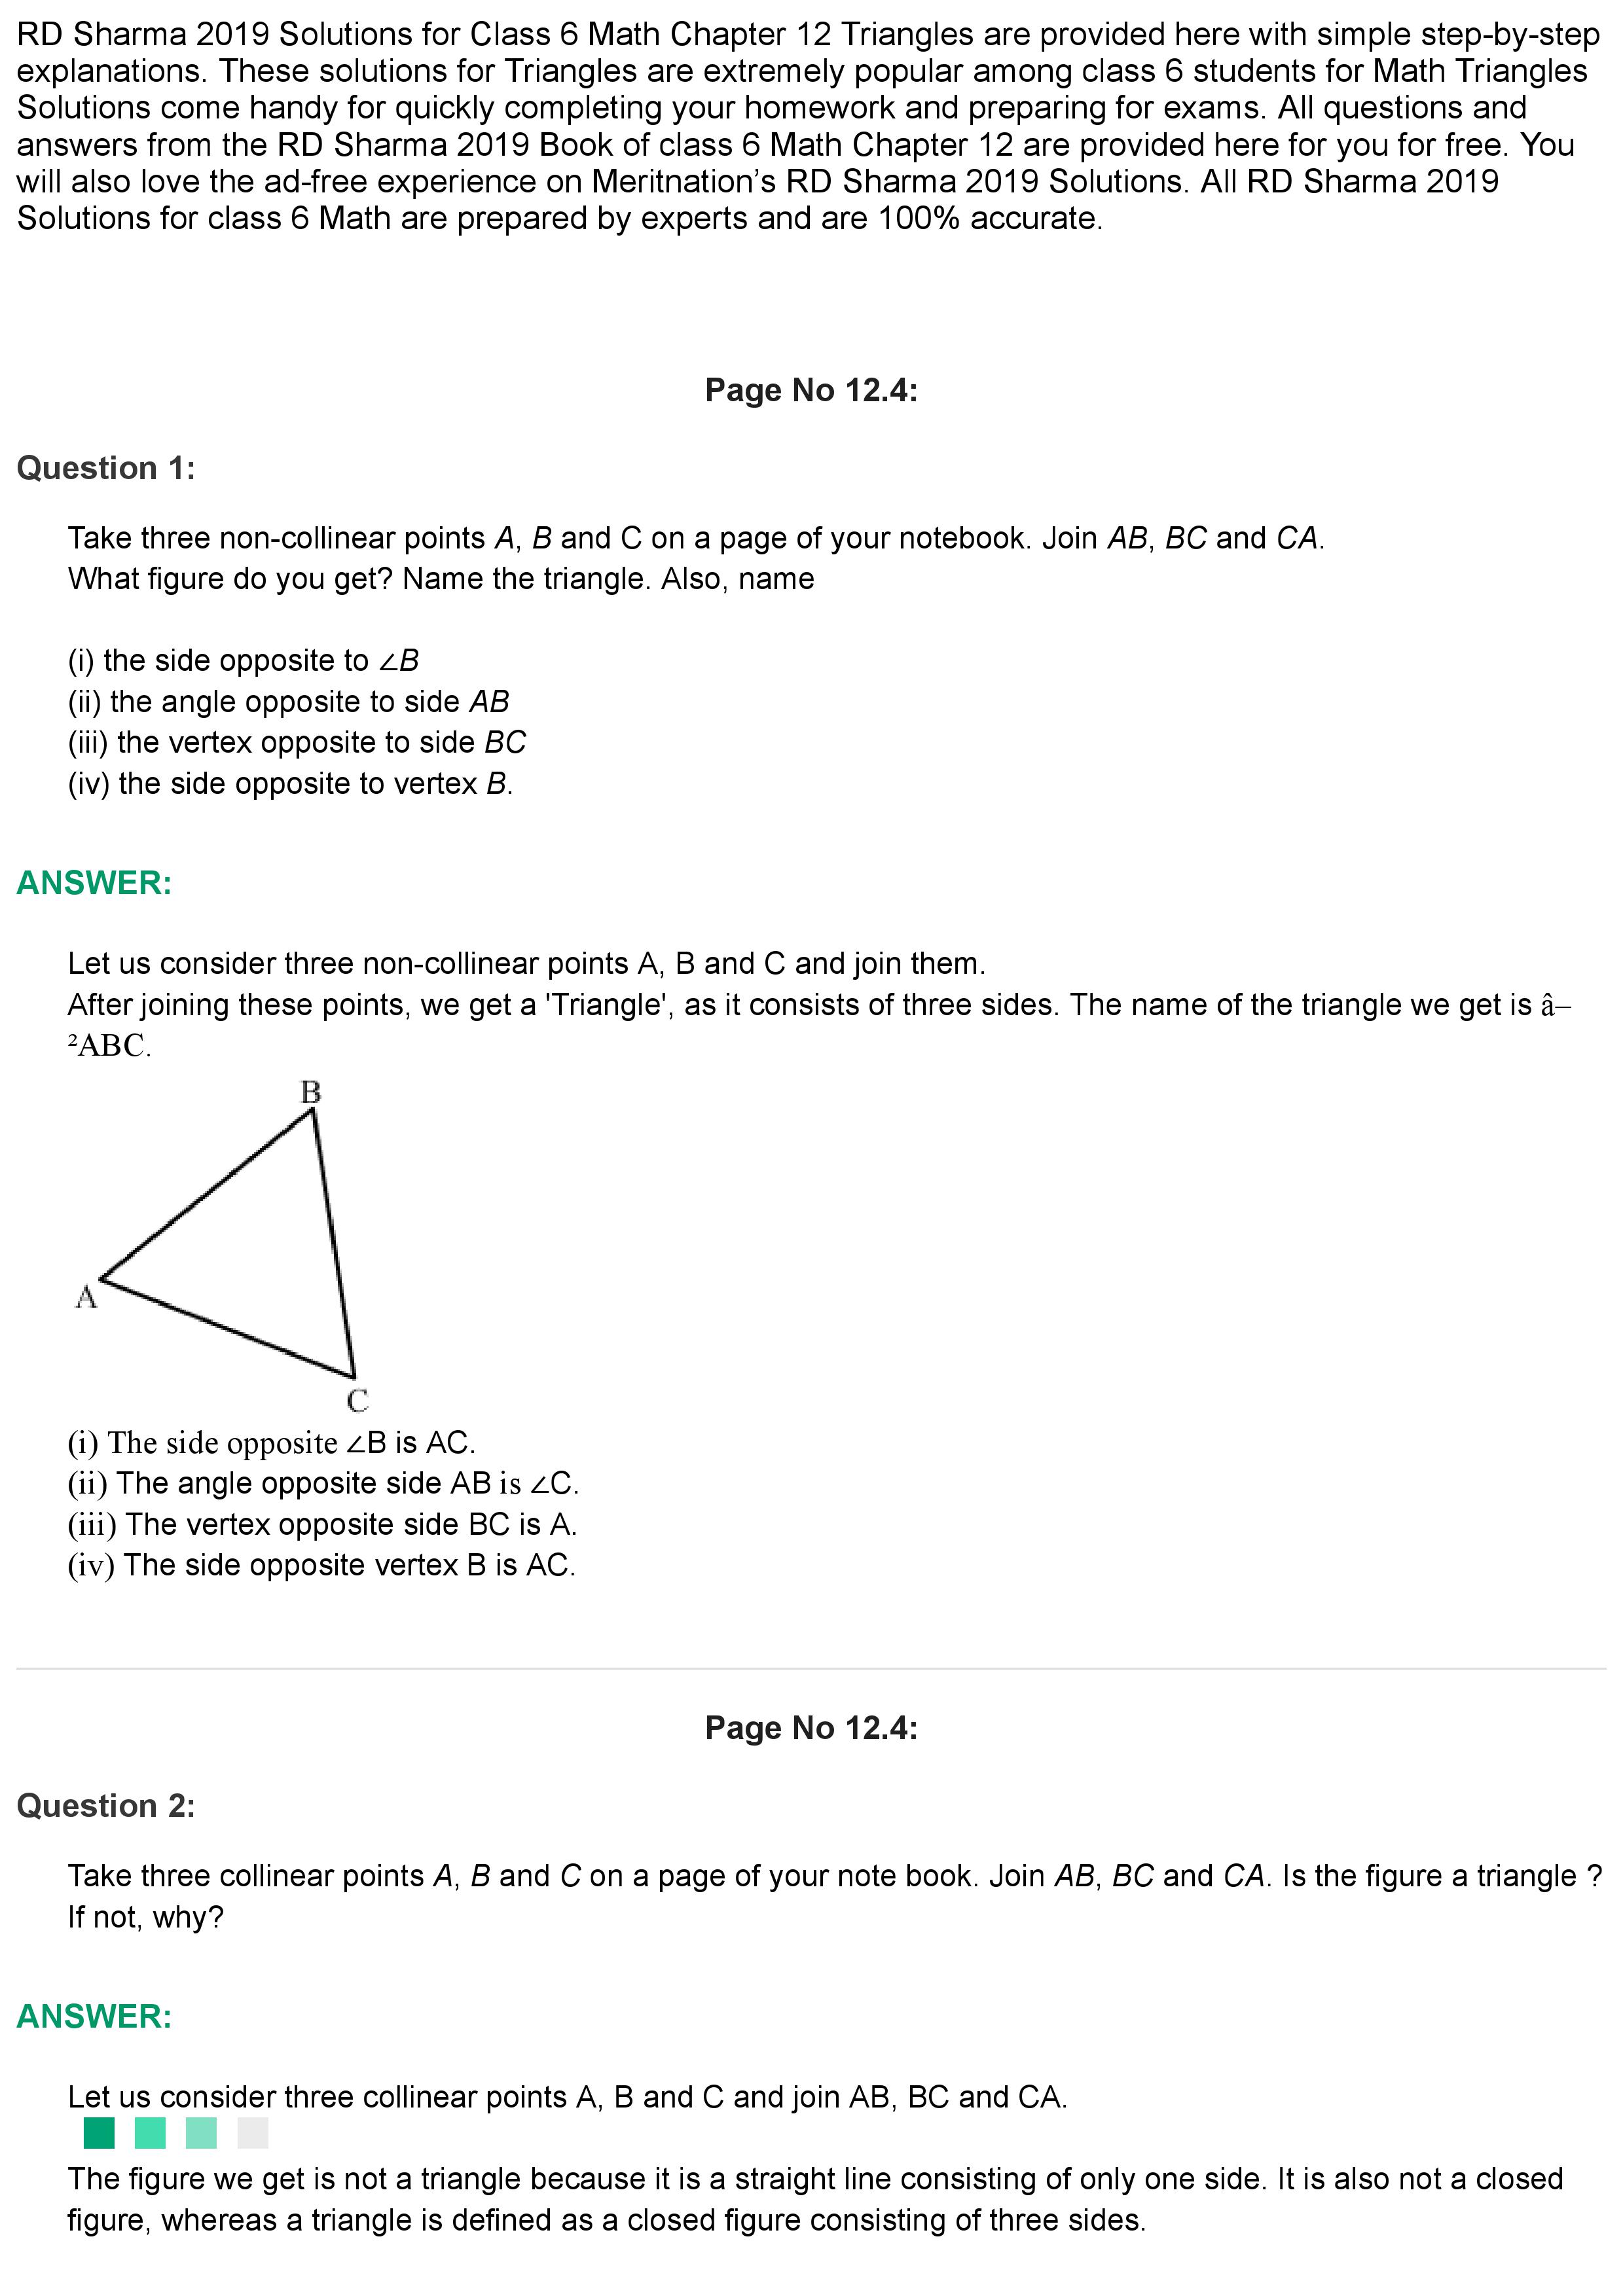 RD Sharma 2019 Solutions for Class 6 Math Chapter 12 Triangles are provided here with simple step-by-step
explanations. These solutions for Triangles are extremely popular among class 6 students for Math Triangles
Solutions come handy for quickly completing your homework and preparing for exams. All questions and
answers from the RD Sharma 2019 Book of class 6 Math Chapter 12 are provided here for you for free. You
will also love the ad-free experience on Meritnation’s RD Sharma 2019 Solutions. All RD Sharma 2019
Solutions for class 6 Math are prepared by experts and are 100% accurate.
Page No 12.4:
Question 1:
Take three non-collinear points A, B and C on a page of your notebook. Join AB, BC and CA.
What figure do you get? Name the triangle. Also, name
(i) the side opposite to ∠B
(ii) the angle opposite to side AB
(iii) the vertex opposite to side BC
(iv) the side opposite to vertex B.
ANSWER:
Let us consider three non-collinear points A, B and C and join them.
After joining these points, we get a 'Triangle', as it consists of three sides. The name of the triangle we get is â–
²ABC.
B
A
C
(i) The side opposite ∠B is AC.
(ii) The angle opposite side AB is ∠C.
(iii) The vertex opposite side BC is A.
(iv) The side opposite vertex B is AC.
Page No 12.4:
Question 2:
Take three collinear points A, B and C on a page of your note book. Join AB, BC and CA. Is the figure a triangle ?
If not, why?
ANSWER:
Let us consider three collinear points A, B and C and join AB, BC and CA.
The figure we get is not a triangle because it is a straight line consisting of only one side. It is also not a closed
figure, whereas a triangle is defined as a closed figure consisting of three sides.